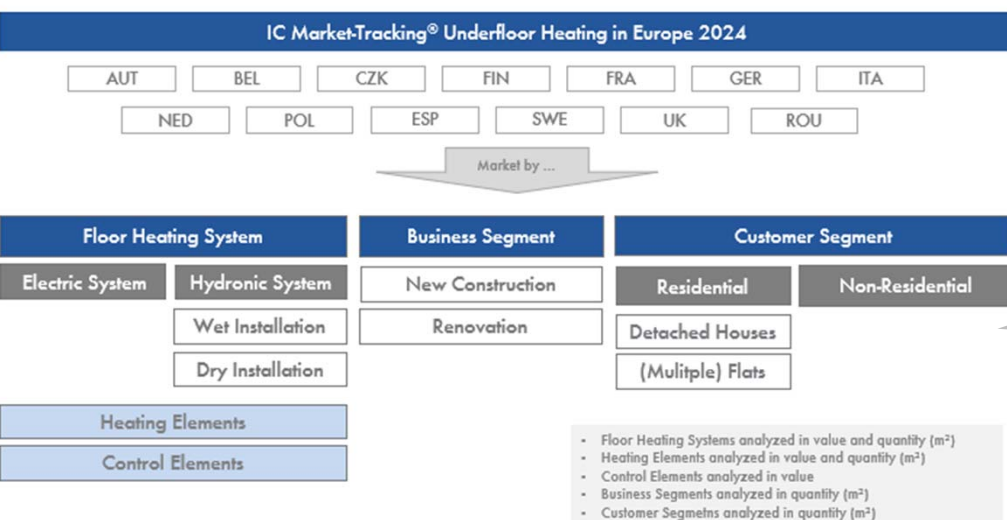 IC Market-Tracking® Underfloor Heating in Europe 2024
AUT BEL CZK FIN FRA GER ITA
NED POL ESP SWE UK ROU
Market by ...
Floor Heating System Business Segment Customer Segment
Electric System Hydronic System New Construction Residential Non-Residential
Wet Installation Renovation Detached Houses
Dry Installation (Mulitple) Flats
Heating Elements
Control Elements
- Floor Heating Systems analyzed in value and quantity (m²)
- Heating Elements analyzed in value and quantity (m²)
- Control Elements analyzed in value
- Business Segments analyzed in quantity (m²)
- Customer Segmetns analyzed in quantity (m²)